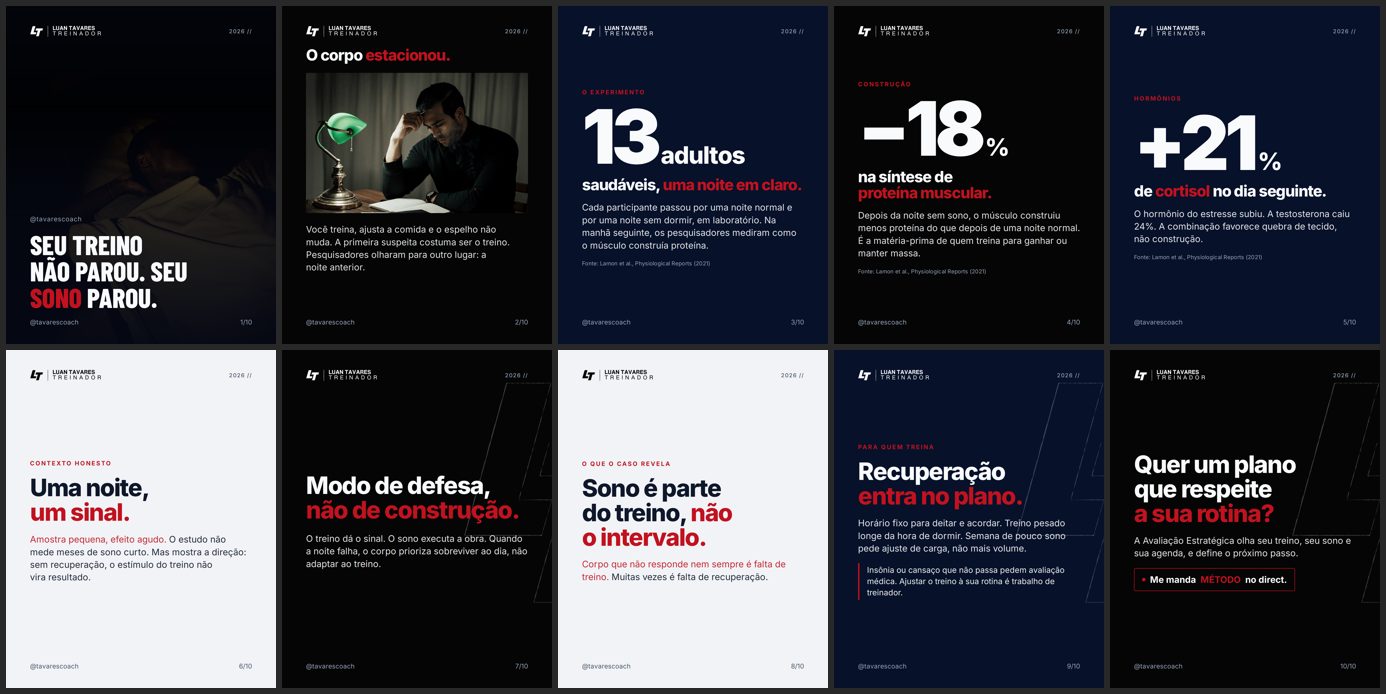 LT | LUAN TAVARES
TREINADOR
2026 //
@tavarescoach
SEU TREINO
NÃO PAROU. SEU
SONO PAROU.
@tavarescoach
1/10
LT | LUAN TAVARES
TREINADOR
2026 //
O corpo estacionou.
Você treina, ajusta a comida e o espelho não
muda. A primeira suspeita costuma ser o treino.
Pesquisadores olharam para outro lugar: a
noite anterior.
@tavarescoach
2/10
LT | LUAN TAVARES
TREINADOR
2026 //
O EXPERIMENTO
13 adultos
saudáveis, uma noite em claro.
Cada participante passou por uma noite normal e
por uma noite sem dormir, em laboratório. Na
manhã seguinte, os pesquisadores mediram como
o músculo construía proteína.
Fonte: Lamon et al., Physiological Reports (2021)
@tavarescoach
3/10
LT | LUAN TAVARES
TREINADOR
2026 //
CONSTRUÇÃO
−18%
na síntese de
proteína muscular.
Depois da noite sem sono, o músculo construiu
menos proteína do que depois de uma noite normal.
É a matéria-prima de quem treina para ganhar ou
manter massa.
Fonte: Lamon et al., Physiological Reports (2021)
@tavarescoach
4/10
LT | LUAN TAVARES
TREINADOR
2026 //
HORMÔNIOS
+21%
de cortisol no dia seguinte.
O hormônio do estresse subiu. A testosterona caiu
24%. A combinação favorece quebra de tecido,
não construção.
Fonte: Lamon et al., Physiological Reports (2021)
@tavarescoach
5/10
LT | LUAN TAVARES
TREINADOR
2026 //
CONTEXTO HONESTO
Uma noite,
um sinal.
Amostra pequena, efeito agudo. O estudo não
mede meses de sono curto. Mas mostra a direção:
sem recuperação, o estímulo do treino não
vira resultado.
@tavarescoach
6/10
LT | LUAN TAVARES
TREINADOR
2026 //
Modo de defesa,
não de construção.
O treino dá o sinal. O sono executa a obra. Quando
a noite falha, o corpo prioriza sobreviver ao dia, não
adaptar ao treino.
@tavarescoach
7/10
LT | LUAN TAVARES
TREINADOR
2026 //
O QUE O CASO REVELA
Sono é parte
do treino, não
o intervalo.
Corpo que não responde nem sempre é falta de
treino. Muitas vezes é falta de recuperação.
@tavarescoach
8/10
LT | LUAN TAVARES
TREINADOR
2026 //
PARA QUEM TREINA
Recuperação
entra no plano.
Horário fixo para deitar e acordar. Treino pesado
longe da hora de dormir. Semana de pouco sono
pede ajuste de carga, não mais volume.
Insônia ou cansaço que não passa pedem avaliação
médica. Ajustar o treino à sua rotina é trabalho de
treinador.
@tavarescoach
9/10
LT | LUAN TAVARES
TREINADOR
2026 //
Quer um plano
que respeite
a sua rotina?
A Avaliação Estratégica olha seu treino, seu sono e
sua agenda, e define o próximo passo.
• Me manda MÉTODO no direct.
@tavarescoach
10/10